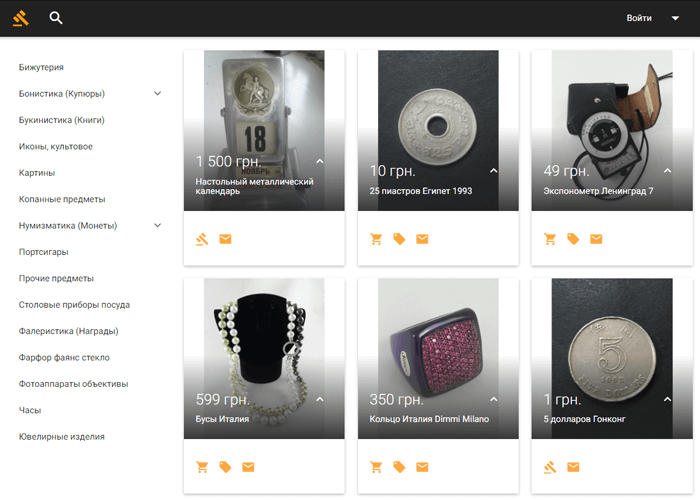 Войти
Бижутерия
Бонистика (Купюры)
Букинистика (Книги)
Иконы, культовое
Картины
Копанные предметы
Нумизматика (Монеты)
Портсигары
Прочие предметы
Столовые приборы посуда
Фалеристика (Награды)
Фарфор фаянс стекло
Фотоаппараты объективы
Часы
Ювелирные изделия
18
НОЯБРЬ
1 500 грн.
Настольный металлический
календарь
10 грн.
25 пиастров Египет 1993
49 грн.
Экспонометр Ленинград 7
599 грн.
Бусы Италия
350 грн.
Кольцо Италия Dimmi Milano
5
1 грн.
5 долларов Гонконг